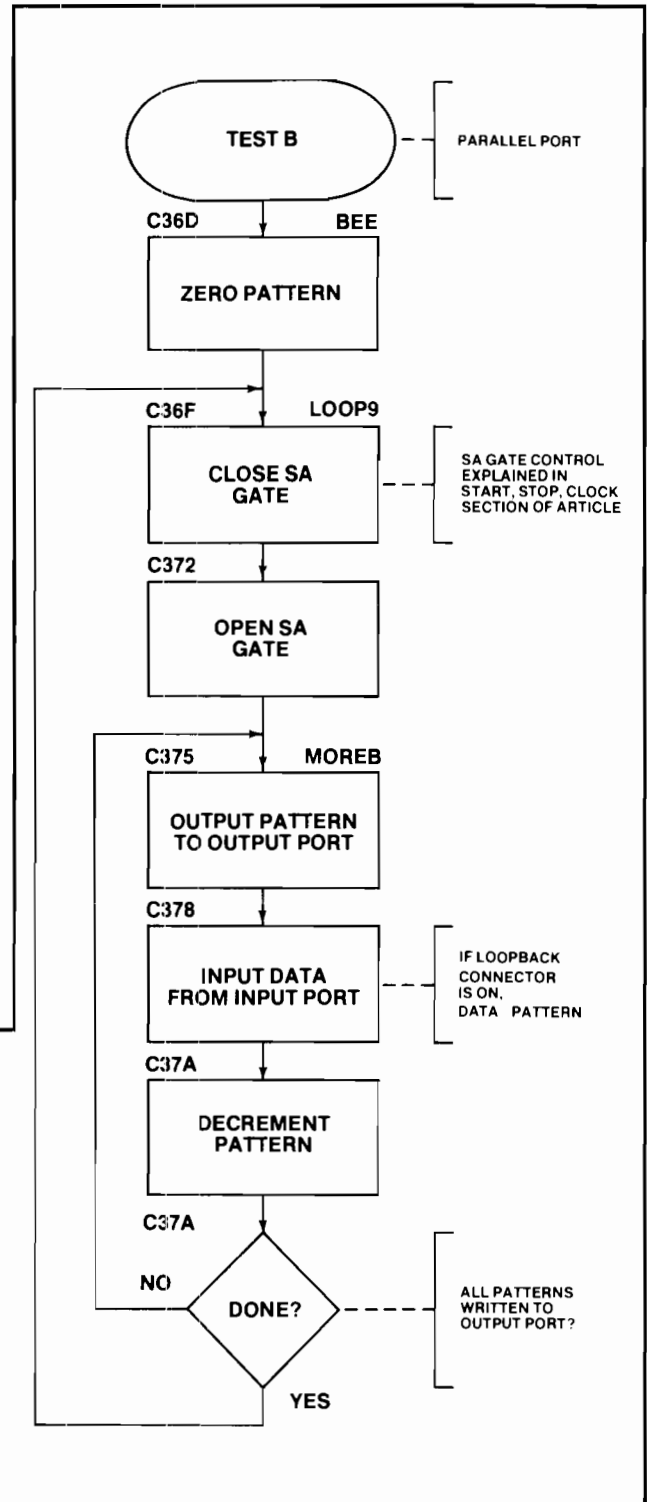 TEST B
PARALLEL PORT
C36D BEE
ZERO PATTERN
C36F LOOP9
CLOSE SA
GATE
SA GATE CONTROL
EXPLAINED IN
START, STOP, CLOCK
SECTION OF ARTICLE
C372
OPEN SA
GATE
C375 MOREB
OUTPUT PATTERN
TO OUTPUT PORT
C378
INPUT DATA
FROM INPUT PORT
IF LOOPBACK
CONNECTOR
IS ON,
DATA PATTERN
C37A
DECREMENT
PATTERN
C37A
NO
DONE?
ALL PATTERNS
WRITTEN TO
OUTPUT PORT?
YES